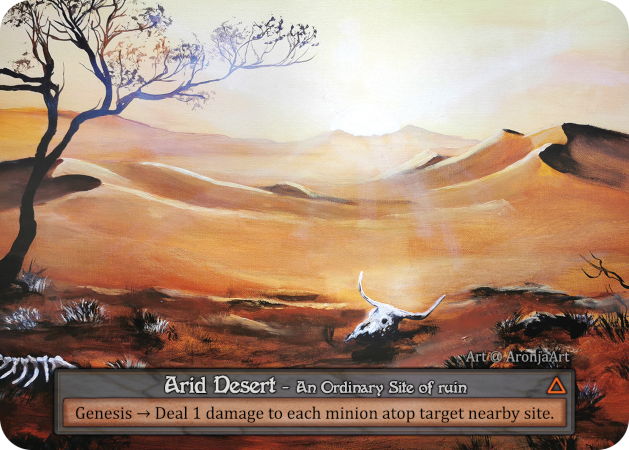 Art @ AronjaArt
Arid Desert - An Ordinary Site of ruin
Genesis → Deal 1 damage to each minion atop target nearby site.